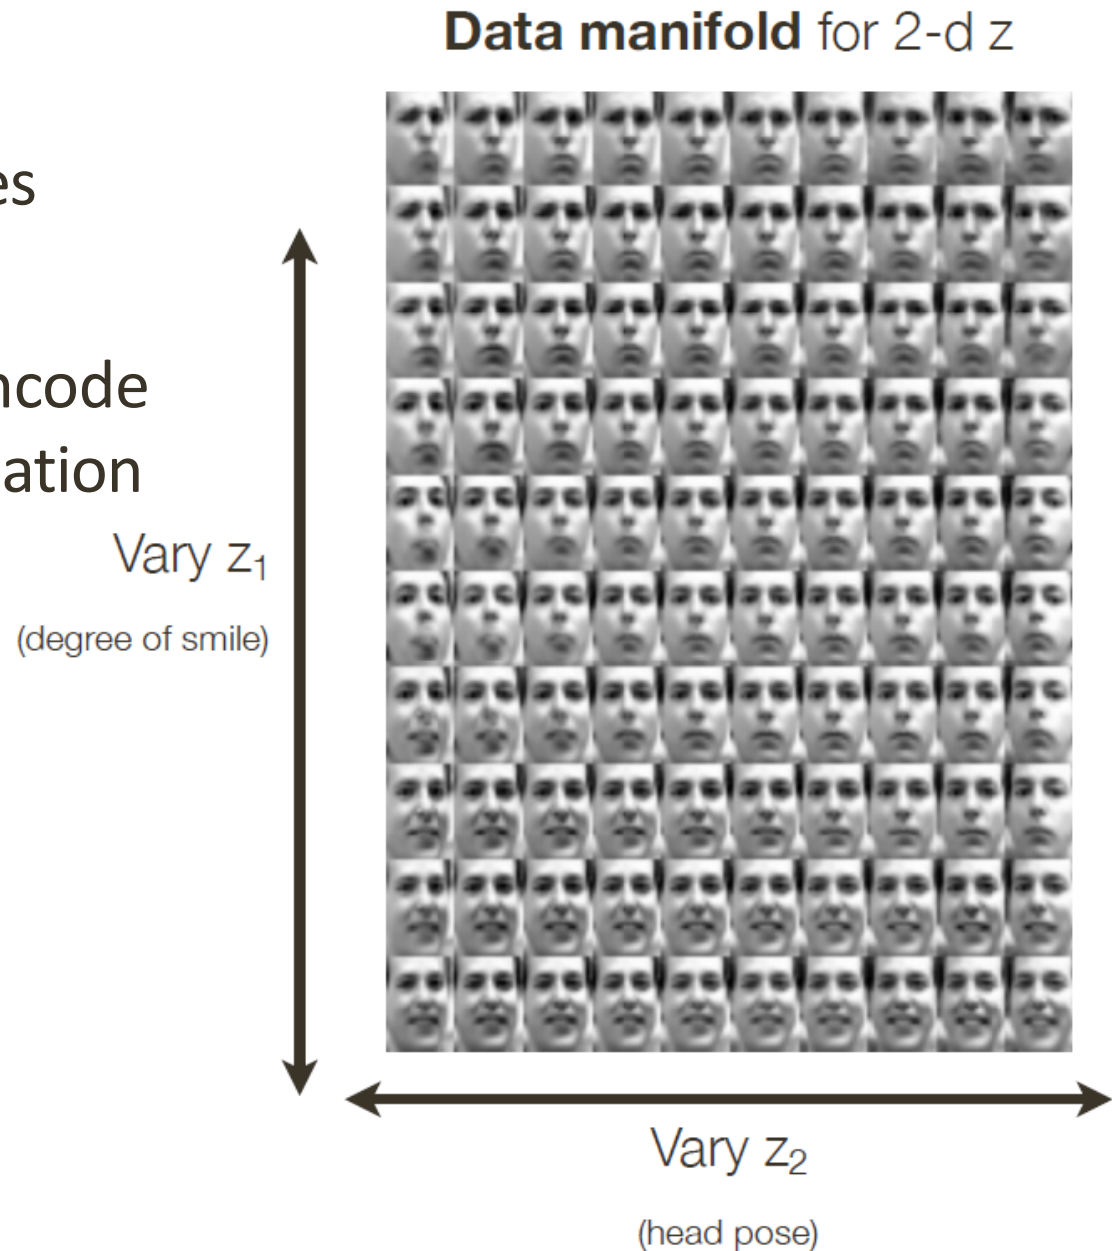 Data manifold for 2-d z
es
ncode
ation
Vary z₁
(degree of smile)
Vary z₂
(head pose)